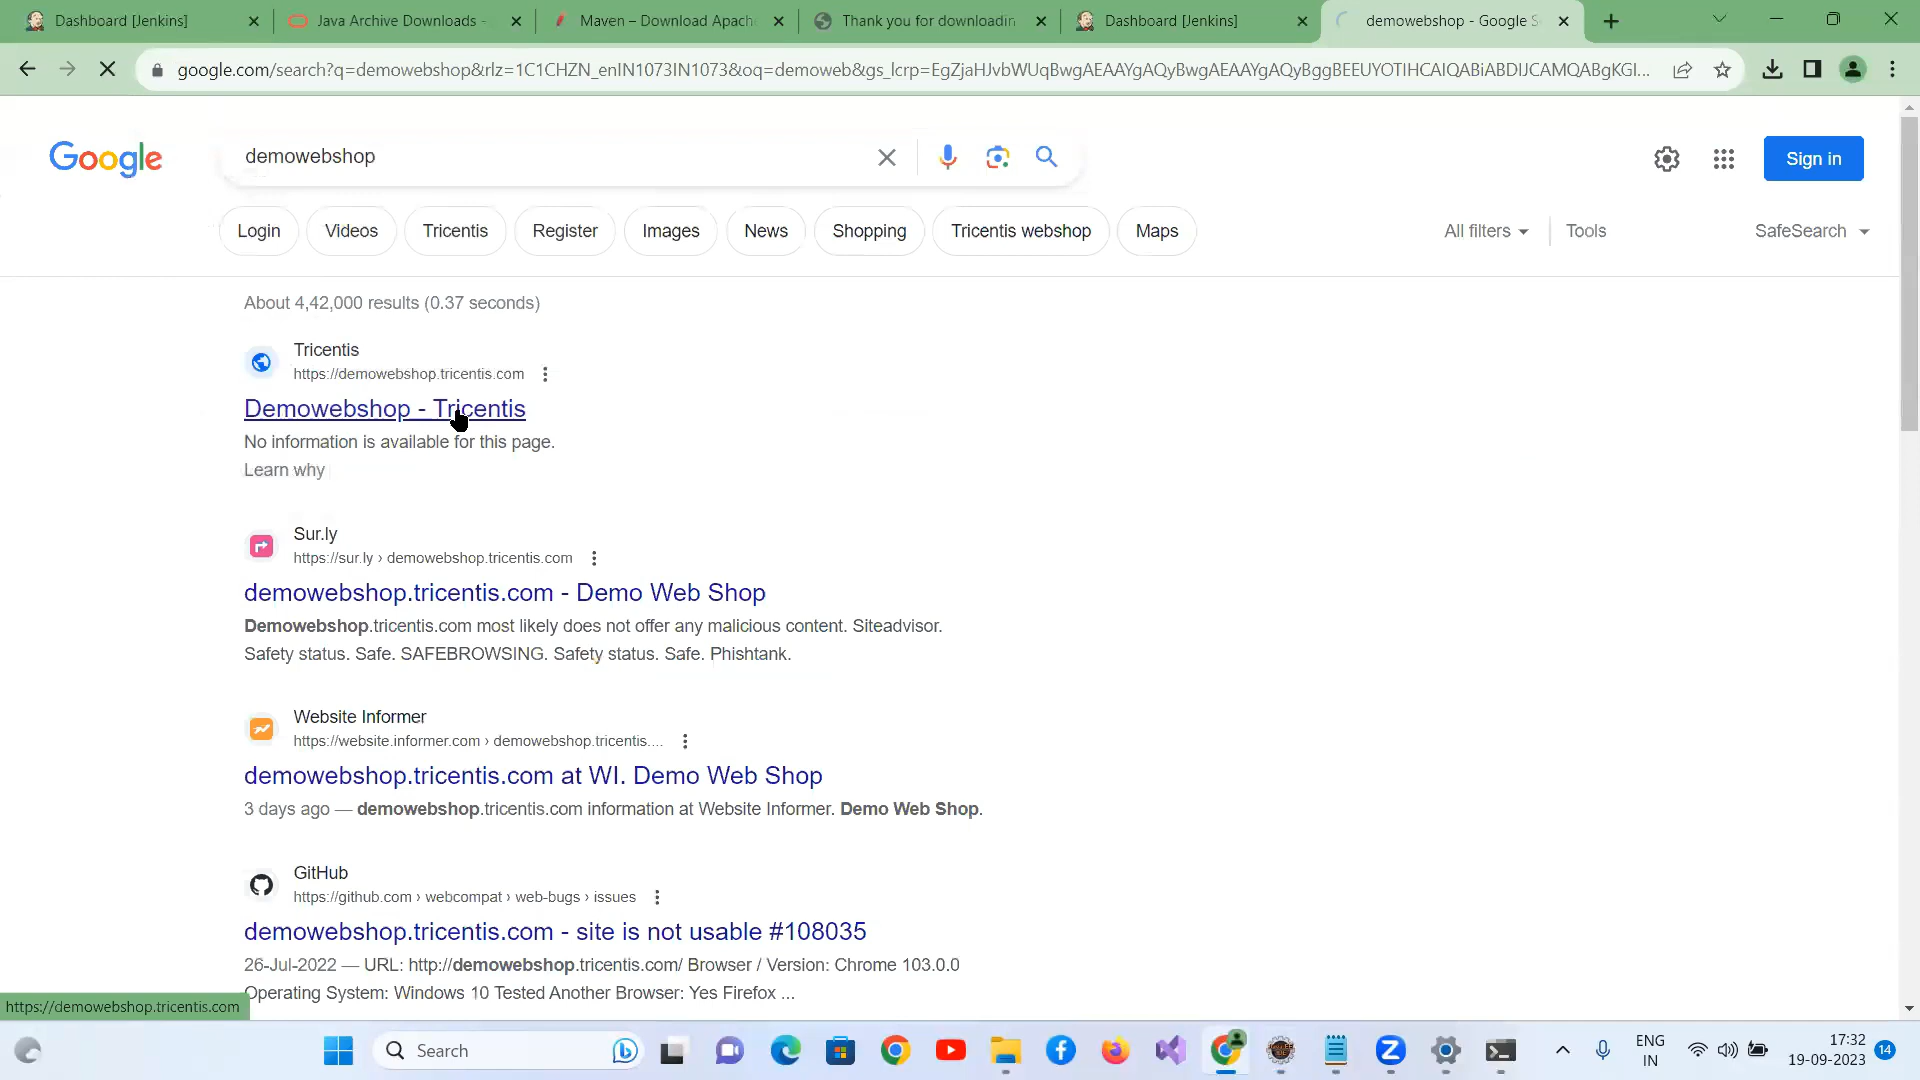 Dashboard [Jenkins]
Java Archive Downloads -
Maven – Download Apach
Thank you for downloadin
Dashboard [Jenkins]
demowebshop - Google S
google.com/search?q=demowebshop&rlz=1C1CHZN_enIN1073IN1073&oq=demoweb&gs_lcrp=EgZjaHJvbWUqBwgAEAAYgAQyBwgAEAAYgAQyBggBEEUYOTIHCAIQABiABDIJCAMQABgKGI...
Google
demowebshop
Sign in
Login
Videos
Tricentis
Register
Images
News
Shopping
Tricentis webshop
Maps
All filters
Tools
SafeSearch
About 4,42,000 results (0.37 seconds)
Tricentis
https://demowebshop.tricentis.com
Demowebshop - Tricentis
No information is available for this page.
Learn why
Sur.ly
https://sur.ly › demowebshop.tricentis.com
demowebshop.tricentis.com - Demo Web Shop
Demowebshop.tricentis.com most likely does not offer any malicious content. Siteadvisor.
Safety status. Safe. SAFEBROWSING. Safety status. Safe. Phishtank.
Website Informer
https://website.informer.com › demowebshop.tricentis....
demowebshop.tricentis.com at WI. Demo Web Shop
3 days ago — demowebshop.tricentis.com information at Website Informer. Demo Web Shop.
GitHub
https://github.com › webcompat › web-bugs › issues
demowebshop.tricentis.com - site is not usable #108035
26-Jul-2022 — URL: http://demowebshop.tricentis.com/ Browser / Version: Chrome 103.0.0
Operating System: Windows 10 Tested Another Browser: Yes Firefox ...
https://demowebshop.tricentis.com
Search
ENG
IN
17:32
19-09-2023
14